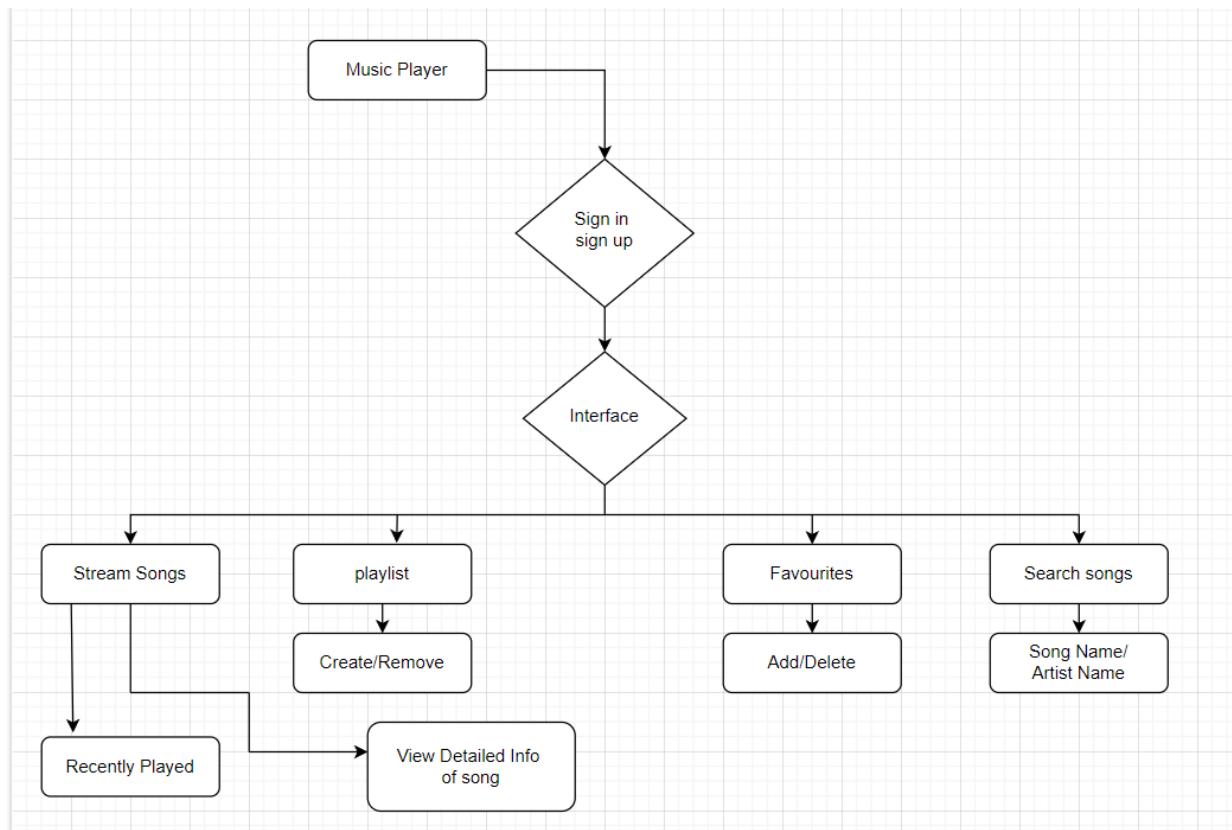 Music Player
Sign in
sign up
Interface
Stream Songs
playlist
Favourites
Search songs
Create/Remove
Add/Delete
Song Name/
Artist Name
Recently Played
View Detailed Info
of song